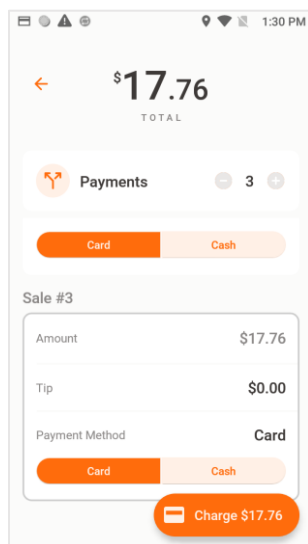 1:30 PM
$17.76
TOTAL
Payments 3
Card Cash
Sale #3
Amount $17.76
Tip $0.00
Payment Method Card
Card Cash
Charge $17.76